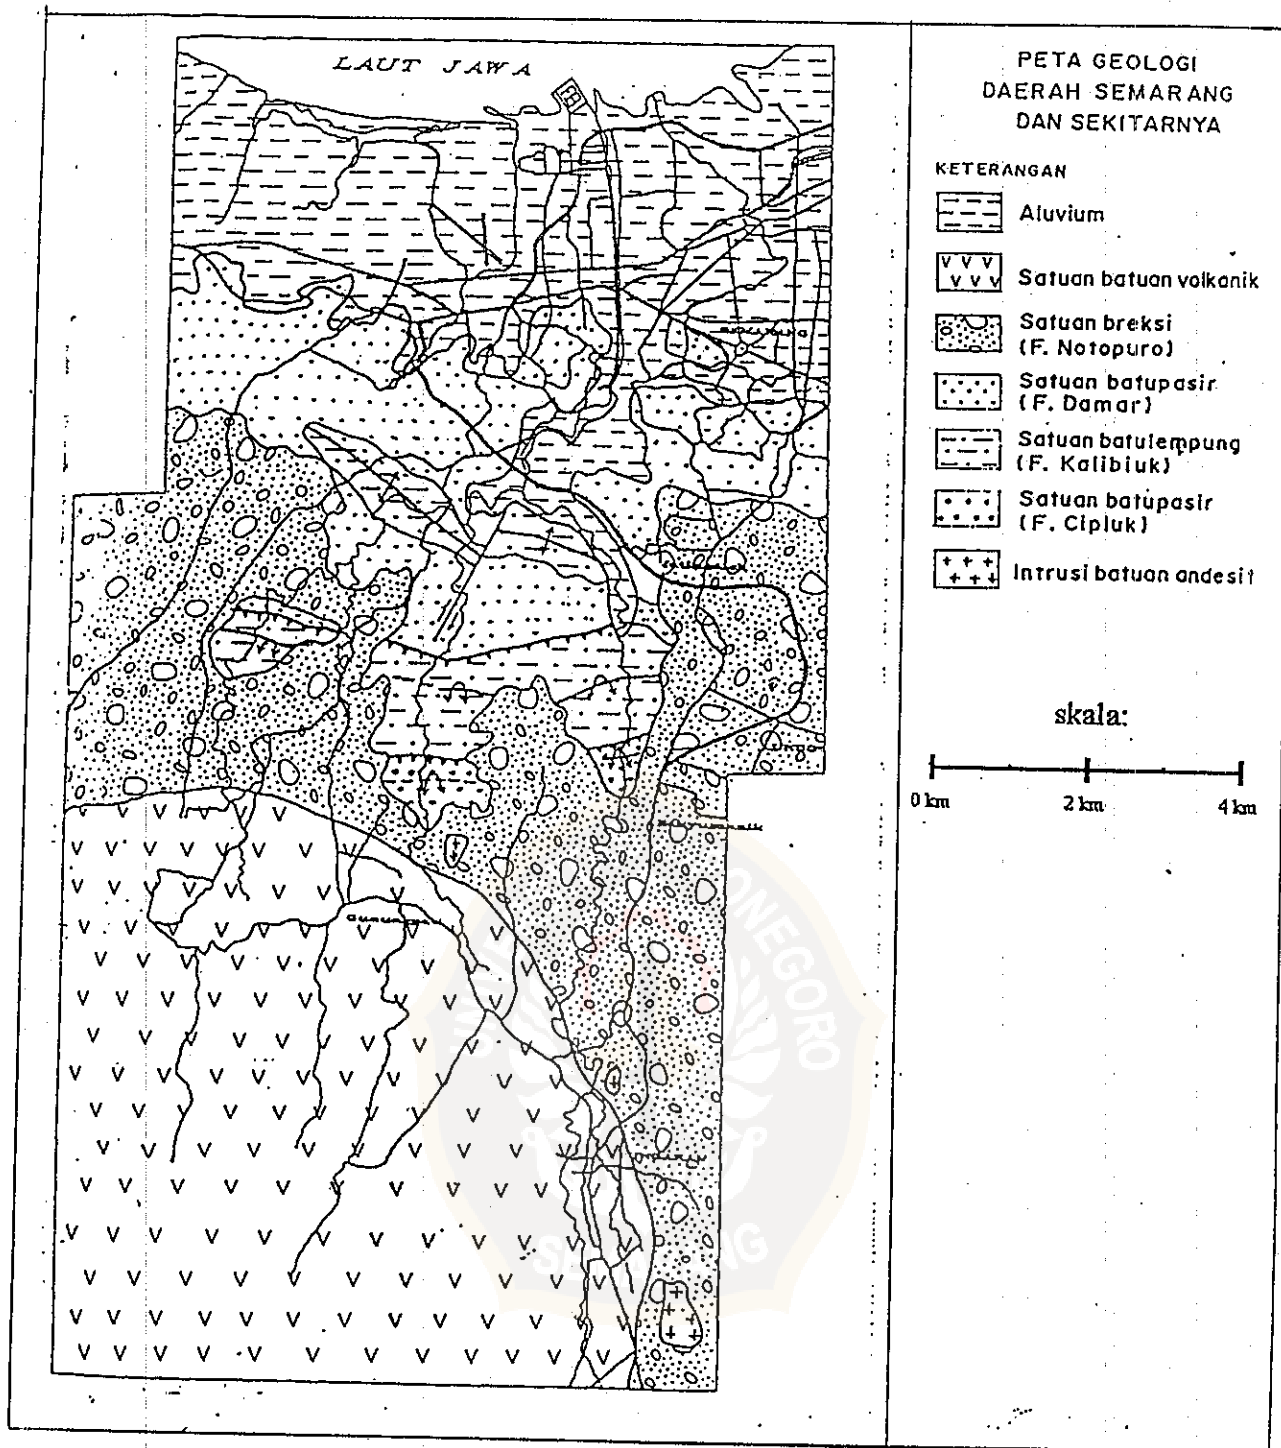 LAUT JAWA
PETA GEOLOGI
DAERAH SEMARANG
DAN SEKITARNYA
KETERANGAN
Aluvium
Satuan batuan volkanik
Satuan breksi
(F. Notopuro)
Satuan batupasir
(F. Damar)
Satuan batulempung
(F. Kalibiuk)
Satuan batupasir
(F. Cipluk)
Intrusi batuan andesit
skala:
0 km
2 km
4 km